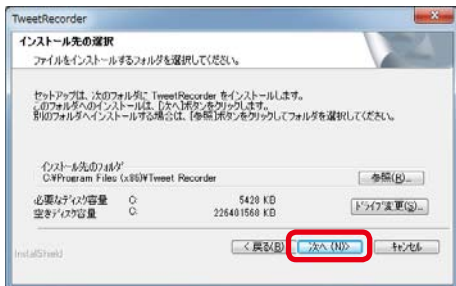 TweetRecorder
インストール先の選択
ファイルをインストールするフォルダを選択してください。
セットアップは、次のフォルダに TweetRecorder をインストールします。
このフォルダへのインストールは、[次へ]ボタンをクリックします。
別のフォルダへインストールする場合は、[参照]ボタンをクリックしてフォルダを選択してください。
インストール先のフォルダ
C:¥Program Files (x86)¥Tweet Recorder
参照(R)...
必要なディスク容量 C: 5428 KB
空きディスク容量 C: 226401568 KB
ドライブ変更(S)...
InstallShield
< 戻る(B) 次へ (N)> キャンセル